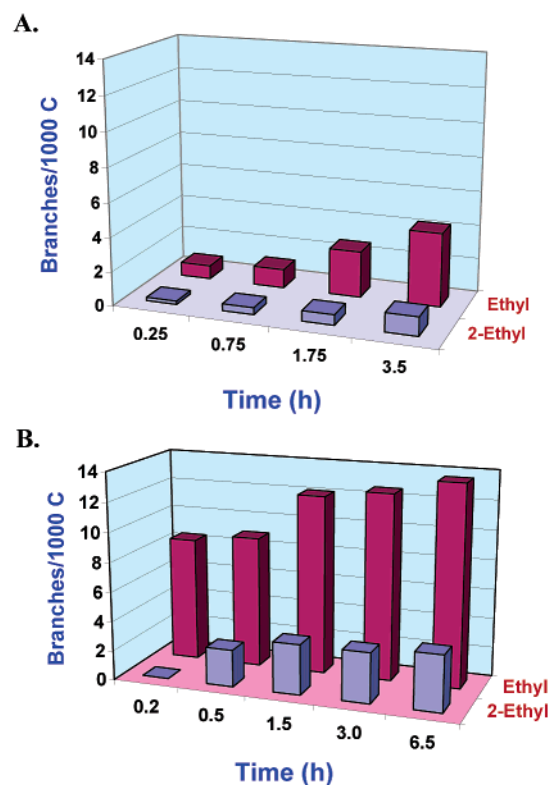 A.
Branches/1000 C
14
12
10
8
6
4
2
0
0.25 0.75 1.75 3.5
Ethyl
2-Ethyl
Time (h)
B.
Branches/1000 C
14
12
10
8
6
4
2
0
0.2 0.5 1.5 3.0 6.5
Ethyl
2-Ethyl
Time (h)